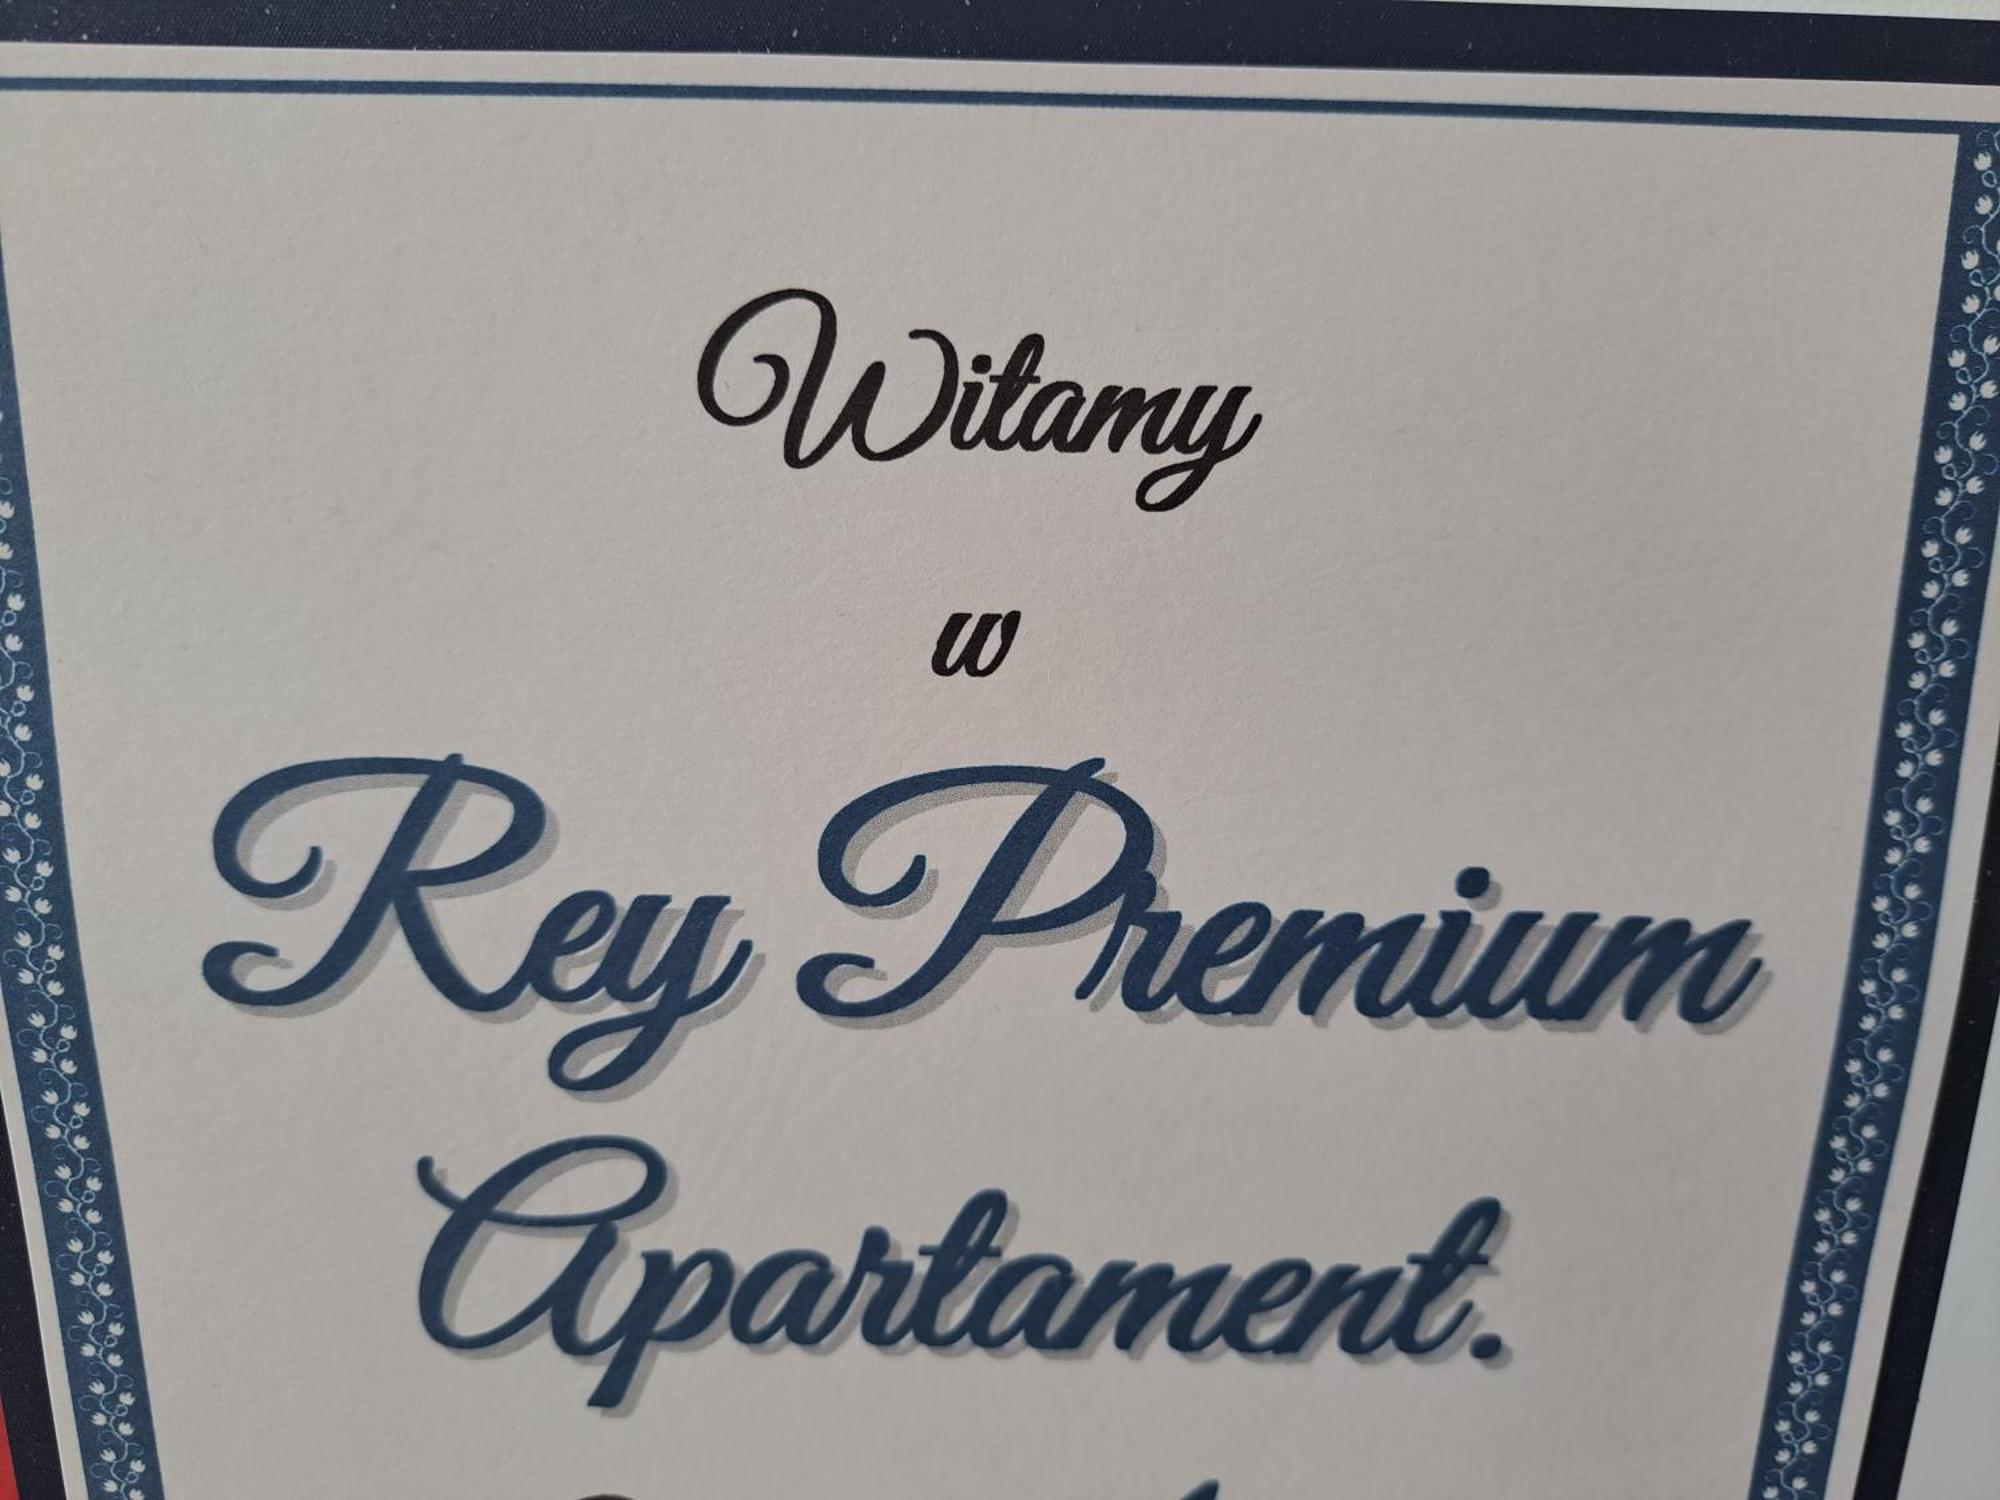 Witamy
w
Rey Premium
Apartament.